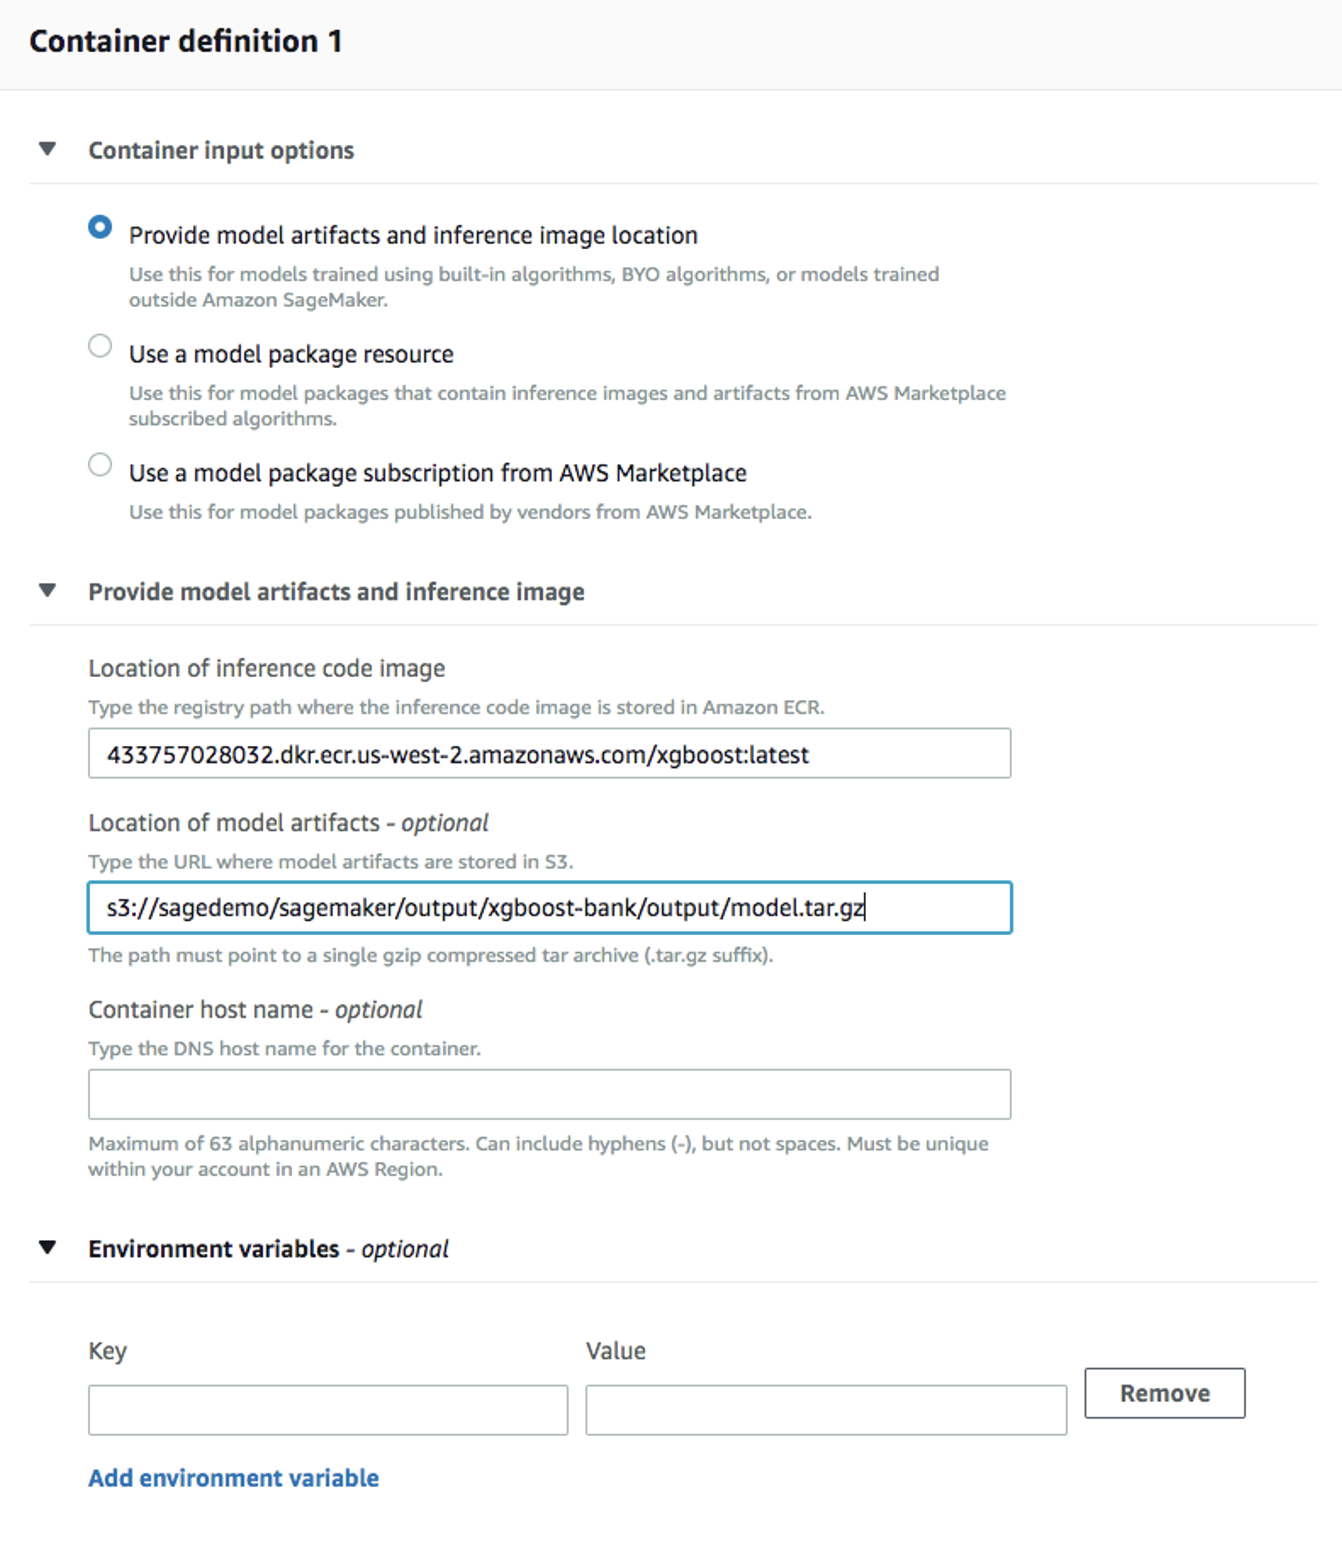 Container definition 1
Container input options
Provide model artifacts and inference image location
Use this for models trained using built-in algorithms, BYO algorithms, or models trained
outside Amazon SageMaker.
Use a model package resource
Use this for model packages that contain inference images and artifacts from AWS Marketplace
subscribed algorithms.
Use a model package subscription from AWS Marketplace
Use this for model packages published by vendors from AWS Marketplace.
Provide model artifacts and inference image
Location of inference code image
Type the registry path where the inference code image is stored in Amazon ECR.
433757028032.dkr.ecr.us-west-2.amazonaws.com/xgboost:latest
Location of model artifacts - optional
Type the URL where model artifacts are stored in S3.
s3://sagedemo/sagemaker/output/xgboost-bank/output/model.tar.gz
The path must point to a single gzip compressed tar archive (.tar.gz suffix).
Container host name - optional
Type the DNS host name for the container.
Maximum of 63 alphanumeric characters. Can include hyphens (-), but not spaces. Must be unique
within your account in an AWS Region.
Environment variables - optional
Key Value
Remove
Add environment variable